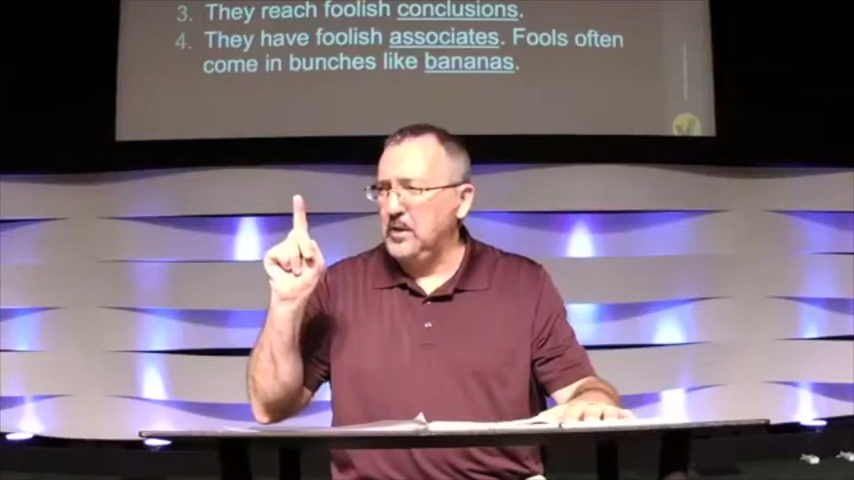 3. They reach foolish conclusions.
4. They have foolish associates. Fools often
come in bunches like bananas.